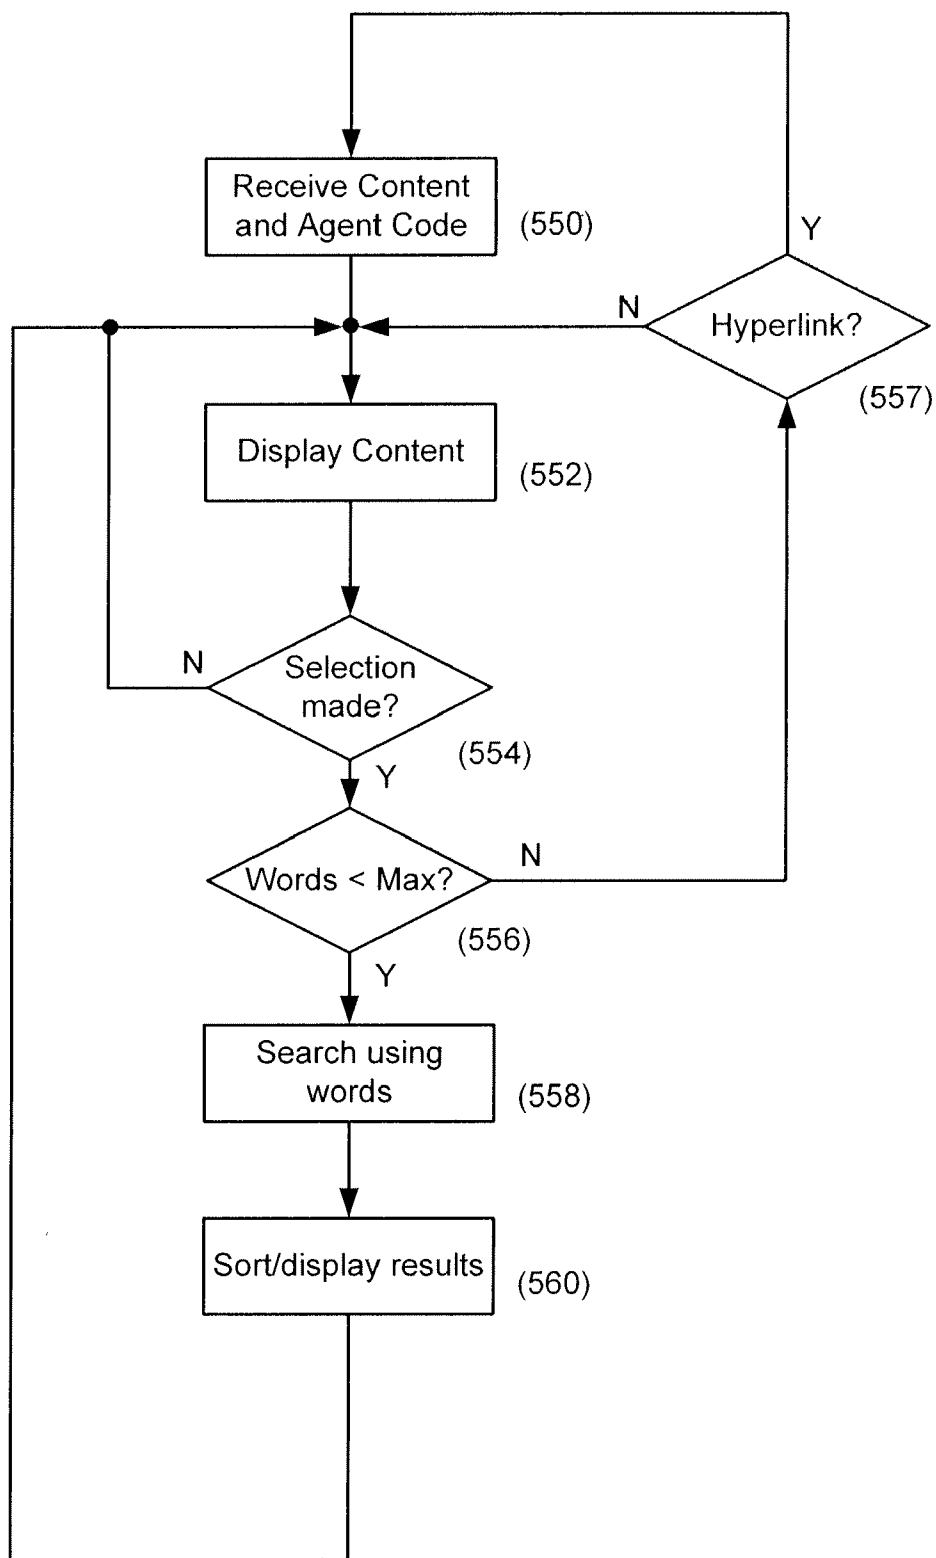 Receive Content
and Agent Code
(550)
Y
N
Hyperlink?
(557)
Display Content
(552)
N
Selection
made?
(554)
Y
Words < Max?
N
(556)
Y
Search using
words
(558)
Sort/display results
(560)